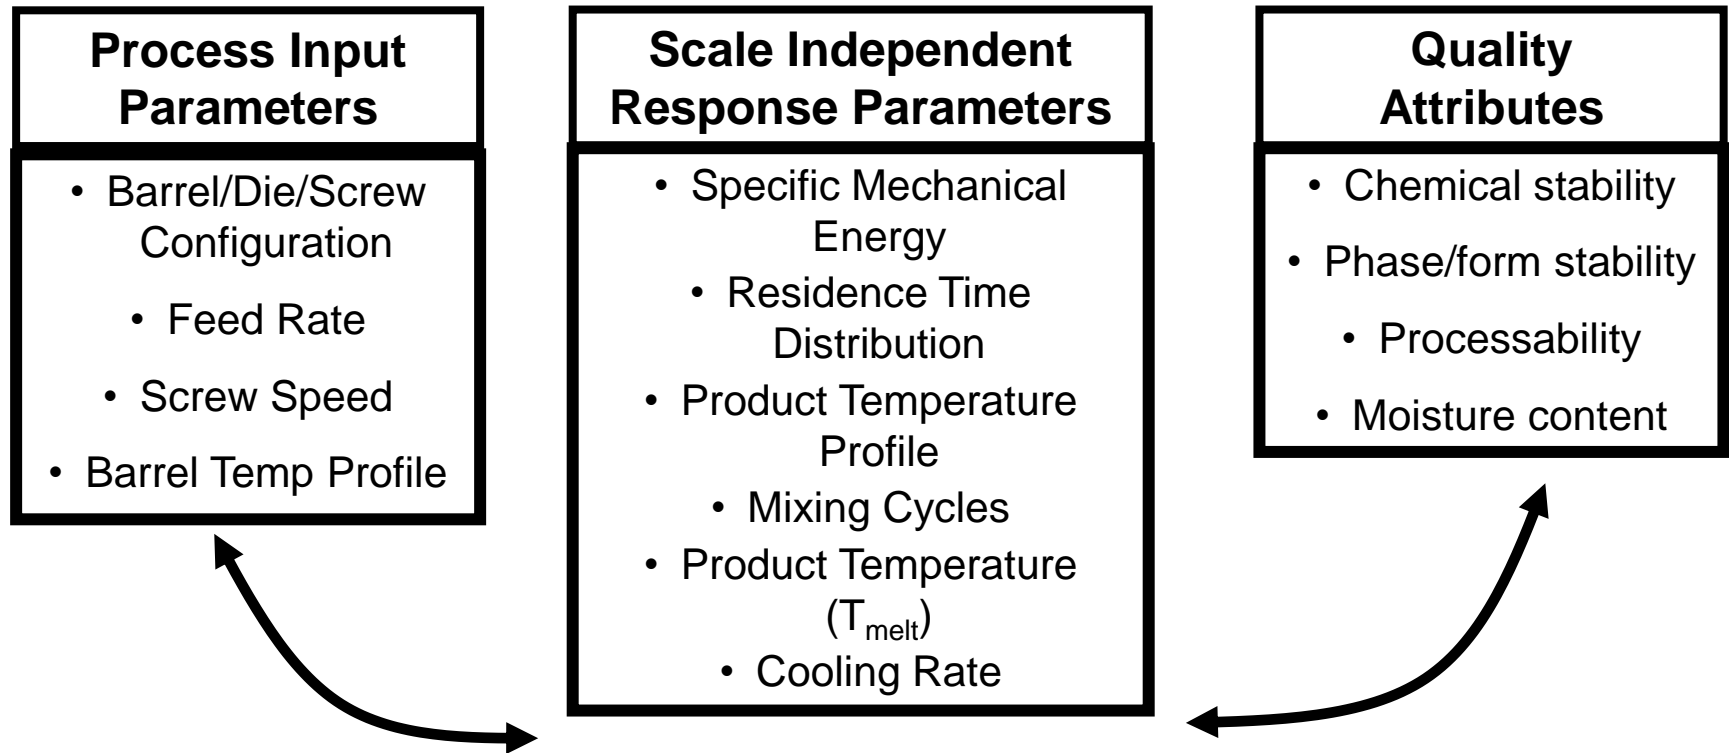 Process Input
Parameters
• Barrel/Die/Screw
Configuration
• Feed Rate
• Screw Speed
• Barrel Temp Profile
Scale Independent
Response Parameters
• Specific Mechanical
Energy
• Residence Time
Distribution
• Product Temperature
Profile
• Mixing Cycles
• Product Temperature
(Tmelt)
• Cooling Rate
Quality
Attributes
• Chemical stability
• Phase/form stability
• Processability
• Moisture content